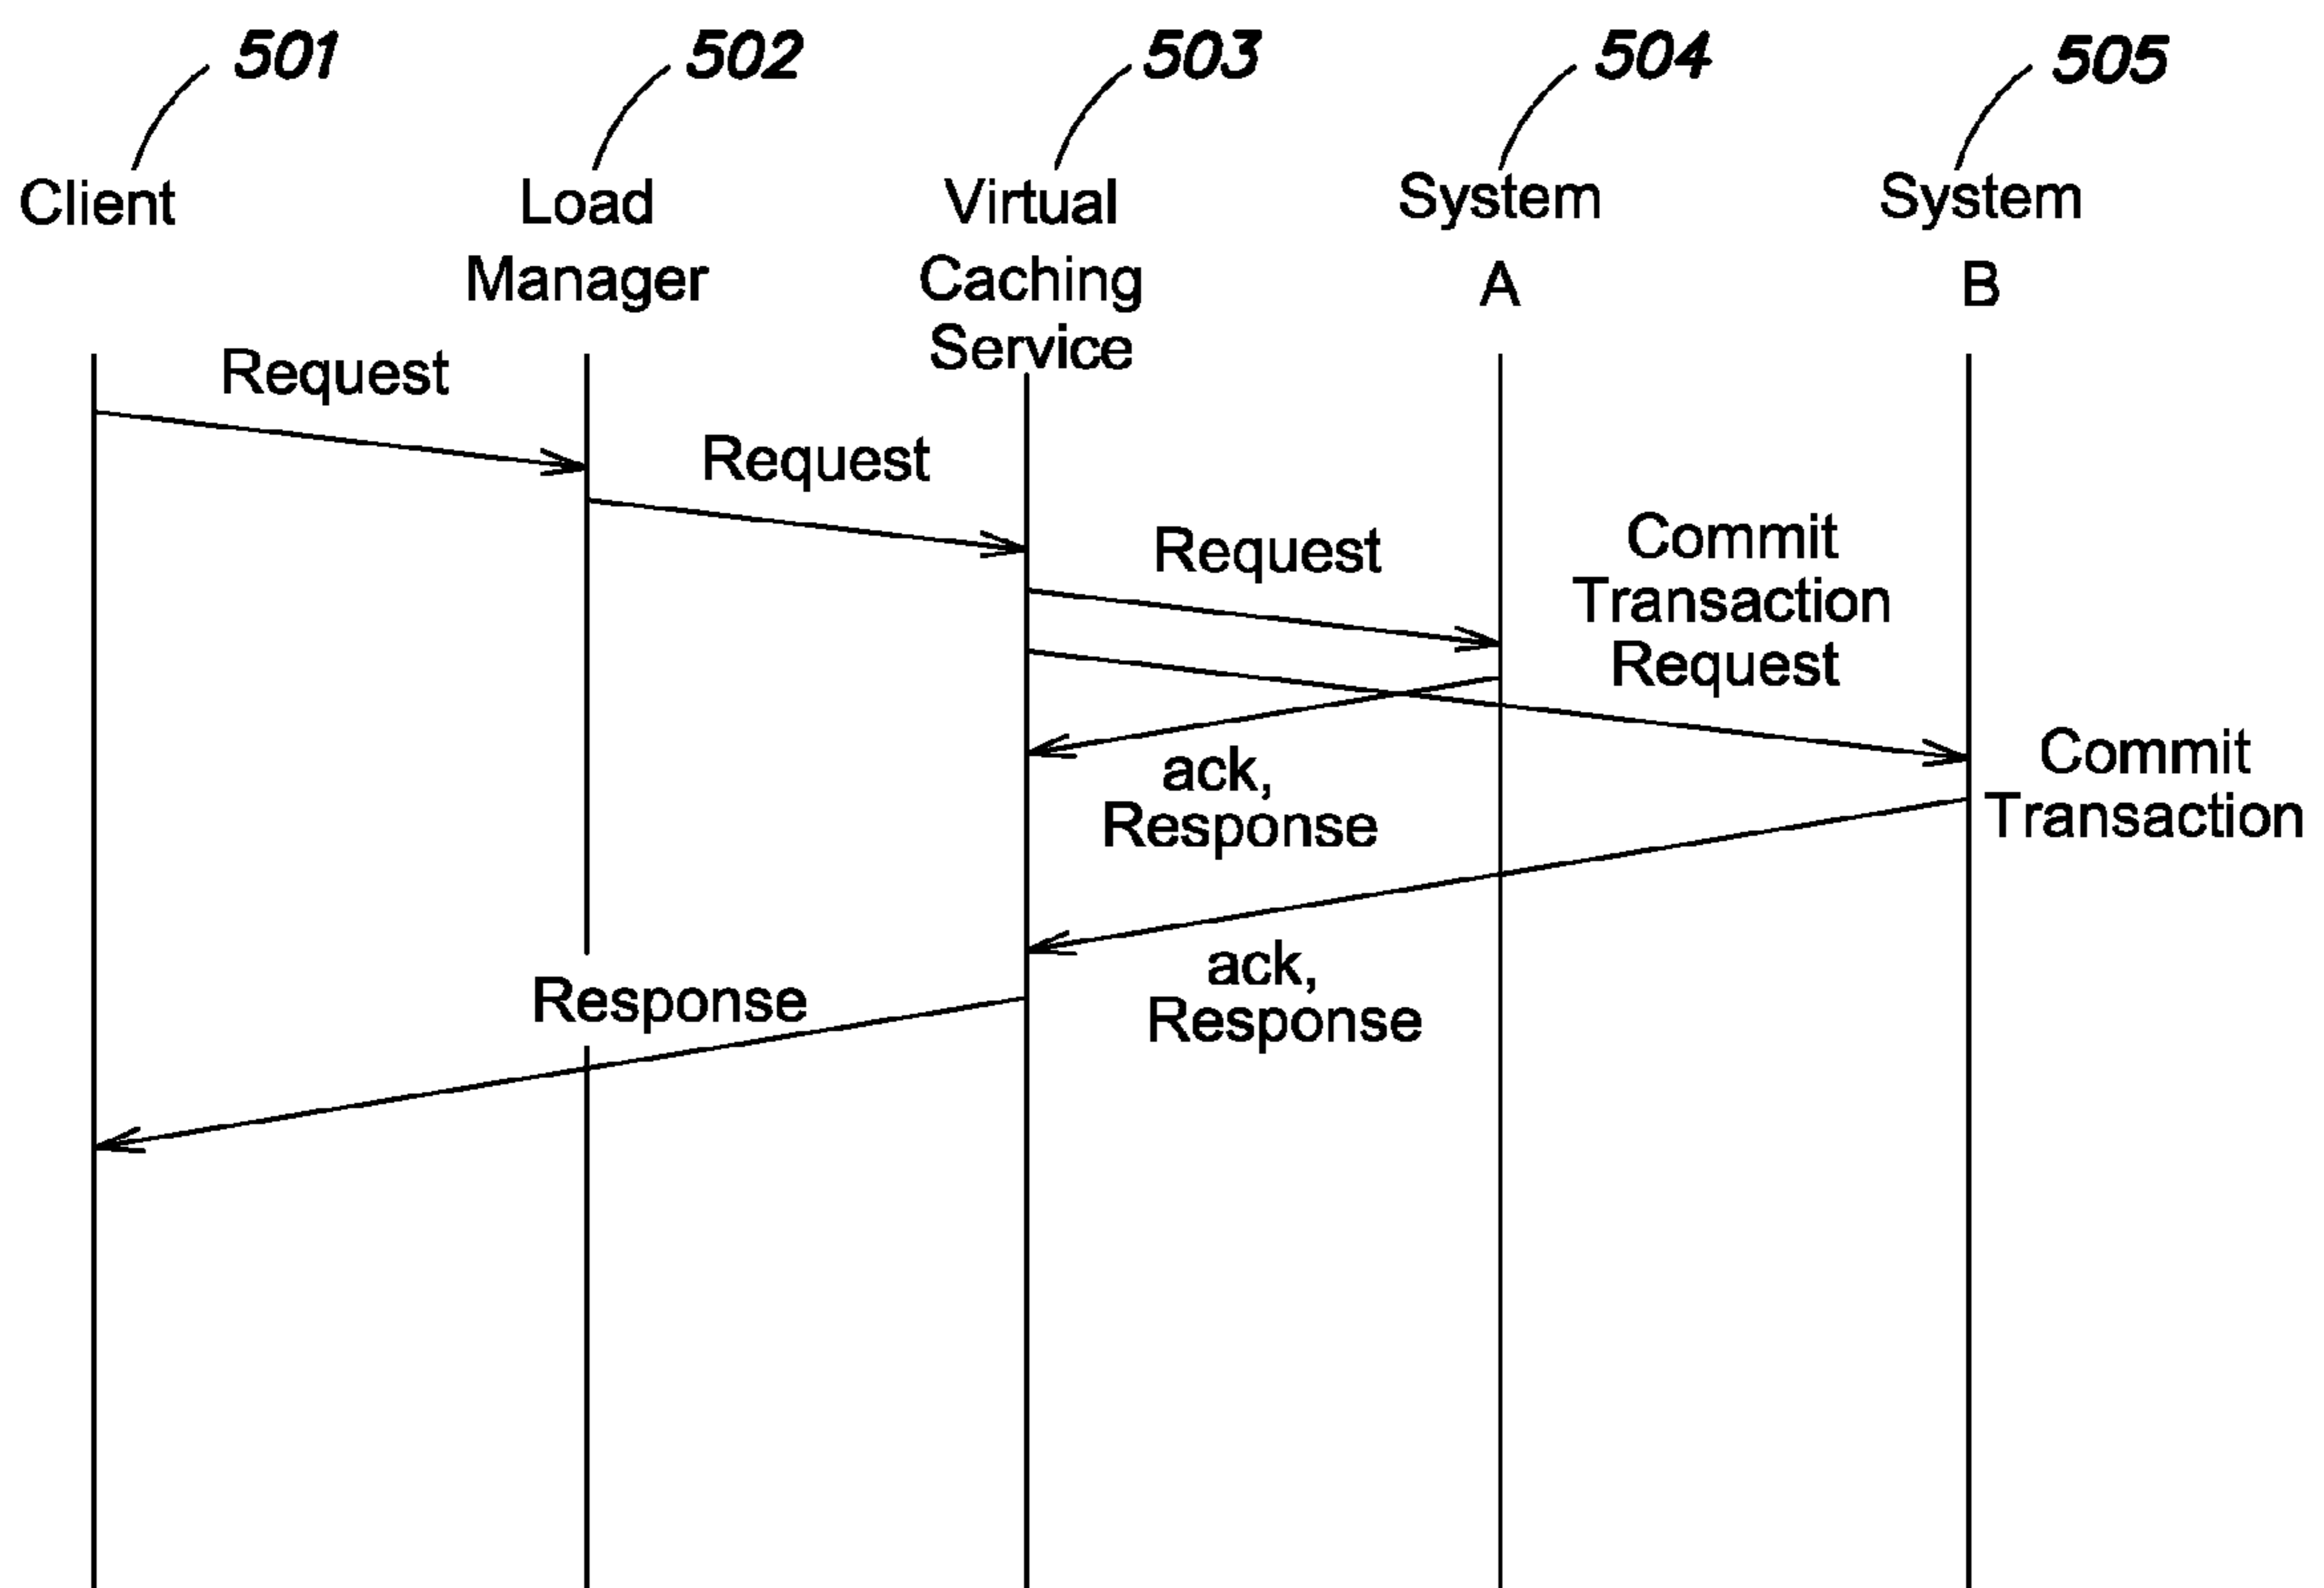 501
502
503
504
505
Client
Load
Manager
Virtual
Caching
Service
System
A
System
B
Request
Request
Request
Commit
Transaction
Request
Commit
Transaction
ack,
Response
ack,
Response
Response